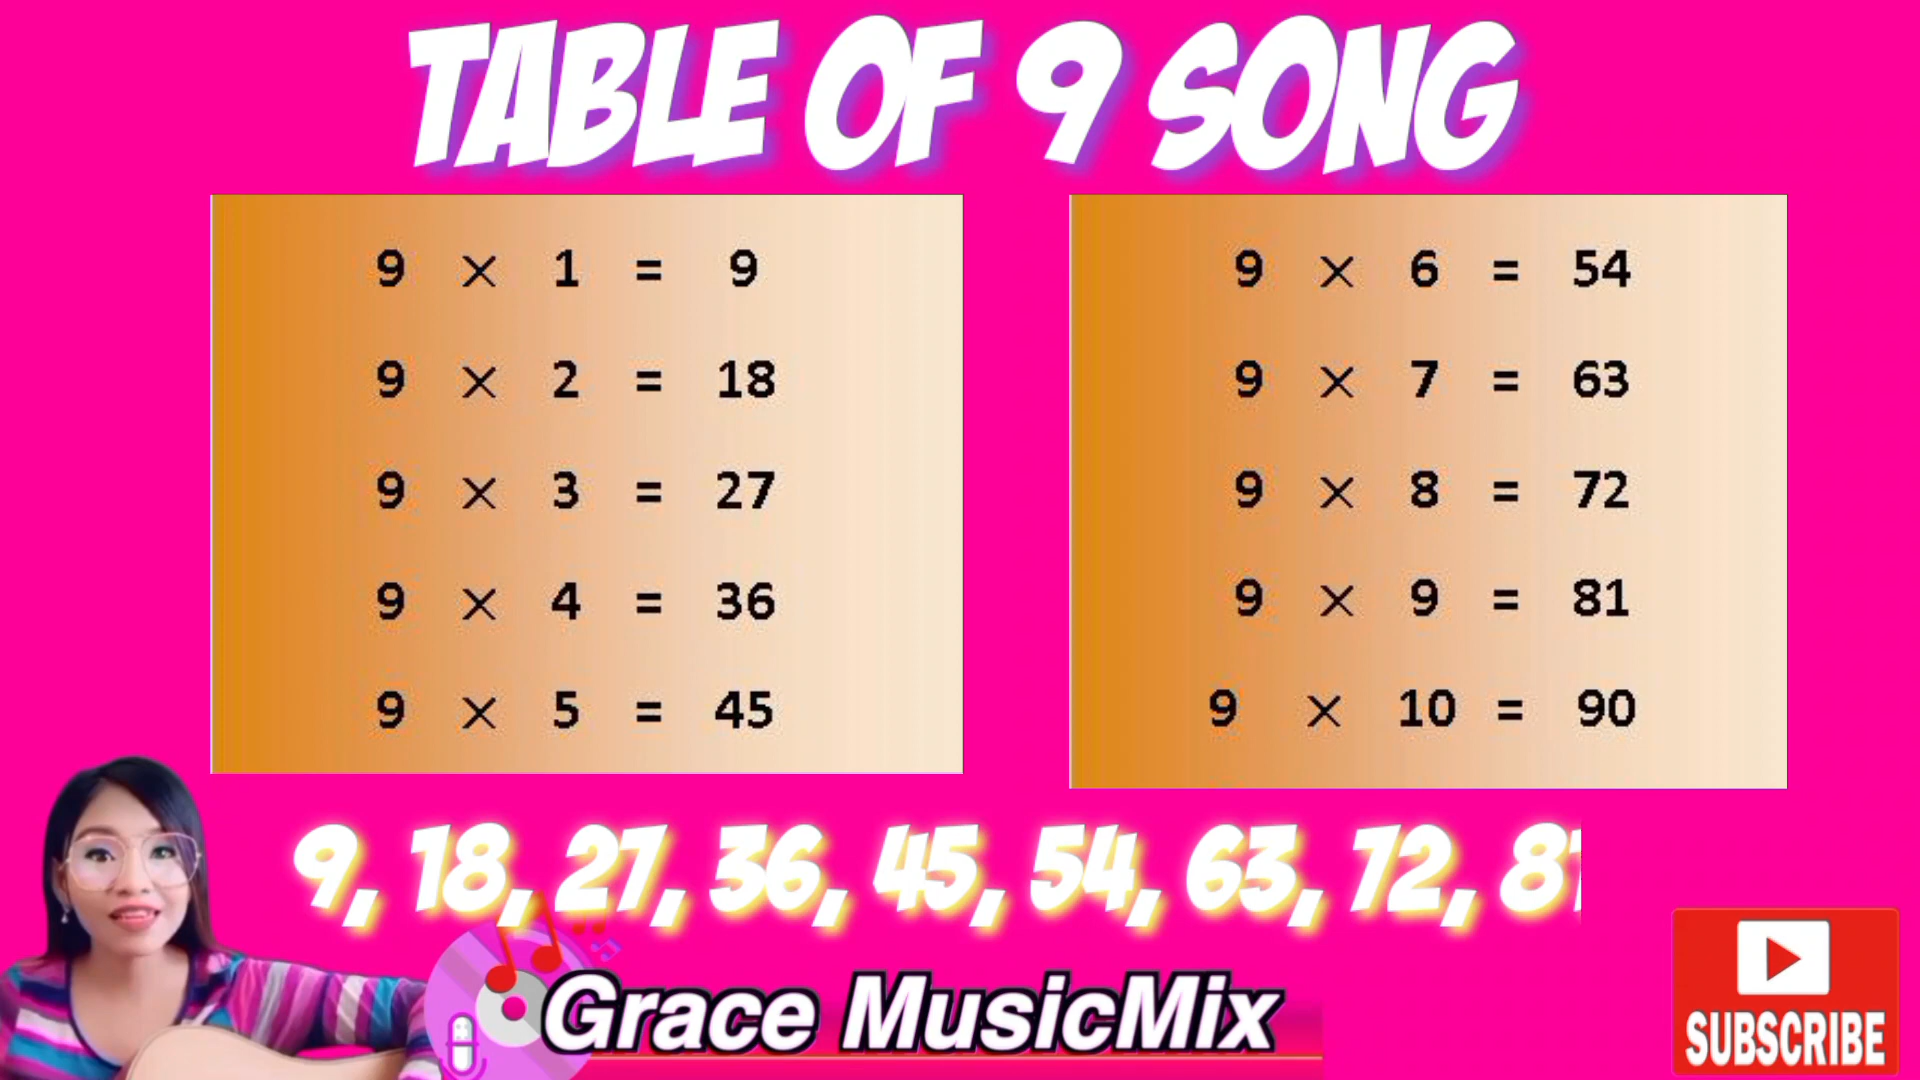 TABLE OF 9 SONG
9 × 1 = 9
9 × 2 = 18
9 × 3 = 27
9 × 4 = 36
9 × 5 = 45
9 × 6 = 54
9 × 7 = 63
9 × 8 = 72
9 × 9 = 81
9 × 10 = 90
9, 18, 27, 36, 45, 54, 63, 72, 81
Grace MusicMix
SUBSCRIBE